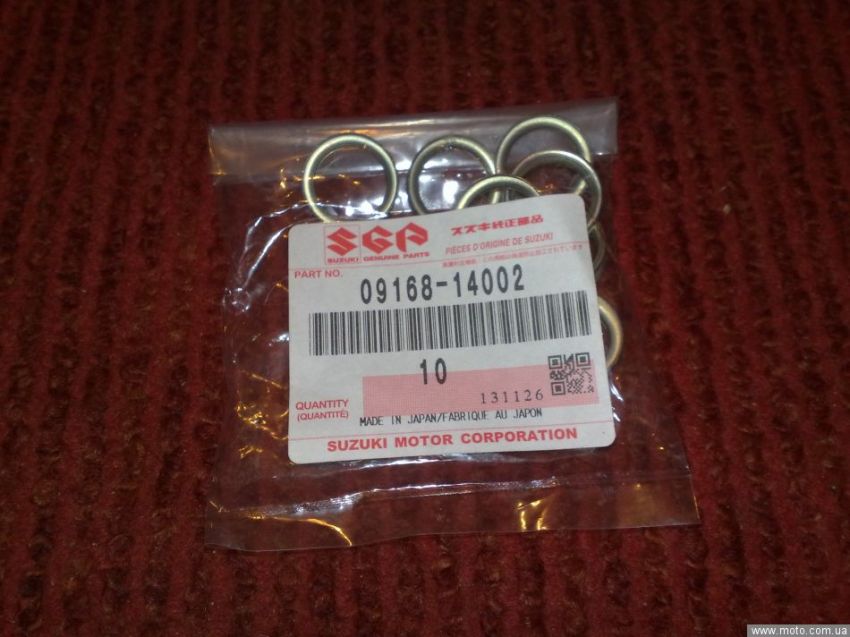 SGP
スズキ純正部品
SUZUKI GENUINE PARTS
PIÈCES D'ORIGINE DE SUZUKI
PART NO.
09168-14002
10
131126
QUANTITY
(QUANTITÉ)
MADE IN JAPAN/FABRIQUE AU JAPON
SUZUKI MOTOR CORPORATION
www.moto.com.ua